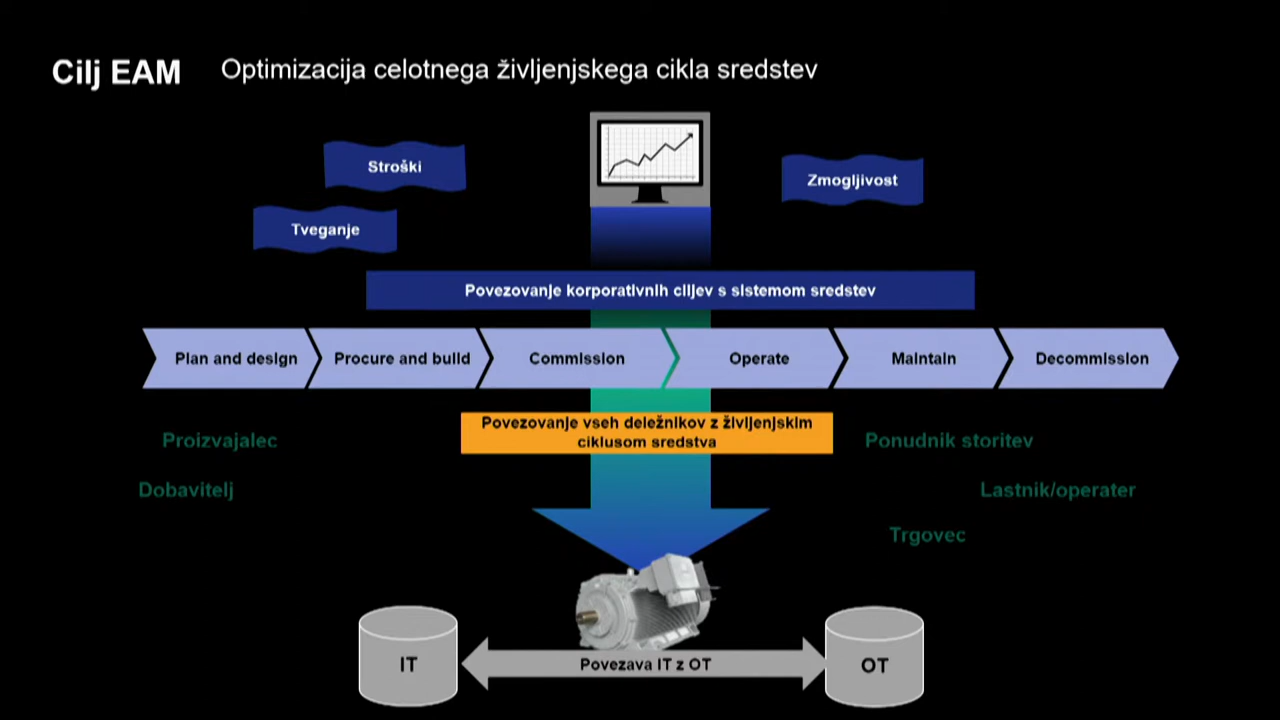 Cilj EAM
Optimizacija celotnega življenjskega cikla sredstev
Stroški
Zmogljivost
Tveganje
Povezovanje korporativnih ciljev s sistemom sredstev
Plan and design
Procure and build
Commission
Operate
Maintain
Decommission
Povezovanje vseh deležnikov z življenjskim
ciklusom sredstva
Proizvajalec
Ponudnik storitev
Dobavitelj
Lastnik/operater
Trgovec
IT
Povezava IT z OT
OT